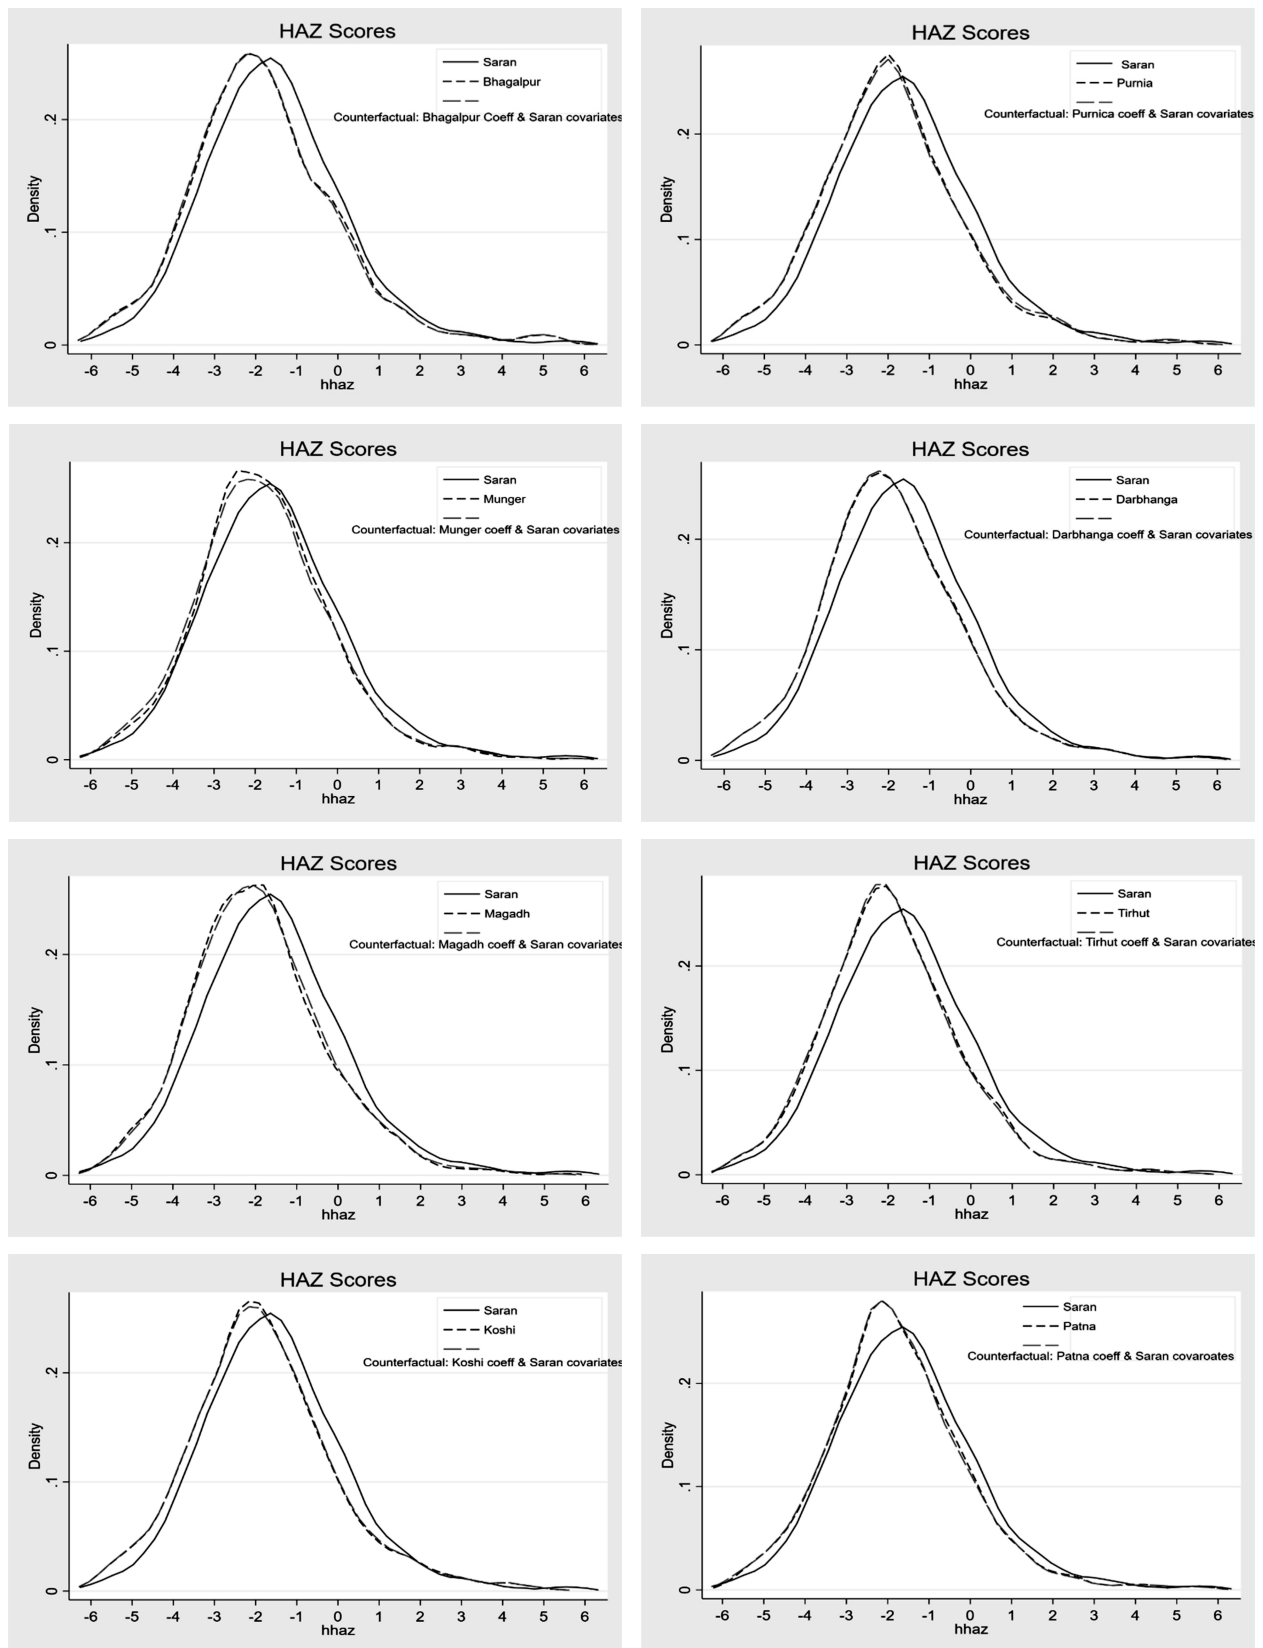 HAZ Scores
Saran
Bhagalpur
Counterfactual: Bhagalpur Coeff & Saran covariates
Density
.2
.1
0
-6 -5 -4 -3 -2 -1 0 1 2 3 4 5 6
hhaz
HAZ Scores
Saran
Purnia
Counterfactual: Purnica coeff & Saran covariates
Density
.2
.1
0
-6 -5 -4 -3 -2 -1 0 1 2 3 4 5 6
hhaz
HAZ Scores
Saran
Munger
Counterfactual: Munger coeff & Saran covariates
Density
.2
.1
0
-6 -5 -4 -3 -2 -1 0 1 2 3 4 5 6
hhaz
HAZ Scores
Saran
Darbhanga
Counterfactual: Darbhanga coeff & Saran covariates
Density
.2
.1
0
-6 -5 -4 -3 -2 -1 0 1 2 3 4 5 6
hhaz
HAZ Scores
Saran
Magadh
Counterfactual: Magadh coeff & Saran covariates
Density
.2
.1
0
-6 -5 -4 -3 -2 -1 0 1 2 3 4 5 6
hhaz
HAZ Scores
Saran
Tirhut
Counterfactual: Tirhut coeff & Saran covariates
Density
.2
.1
0
-6 -5 -4 -3 -2 -1 0 1 2 3 4 5 6
hhaz
HAZ Scores
Saran
Koshi
Counterfactual: Koshi coeff & Saran covariates
Density
.2
.1
0
-6 -5 -4 -3 -2 -1 0 1 2 3 4 5 6
hhaz
HAZ Scores
Saran
Patna
Counterfactual: Patna coeff & Saran covaroates
Density
.2
.1
0
-6 -5 -4 -3 -2 -1 0 1 2 3 4 5 6
hhaz